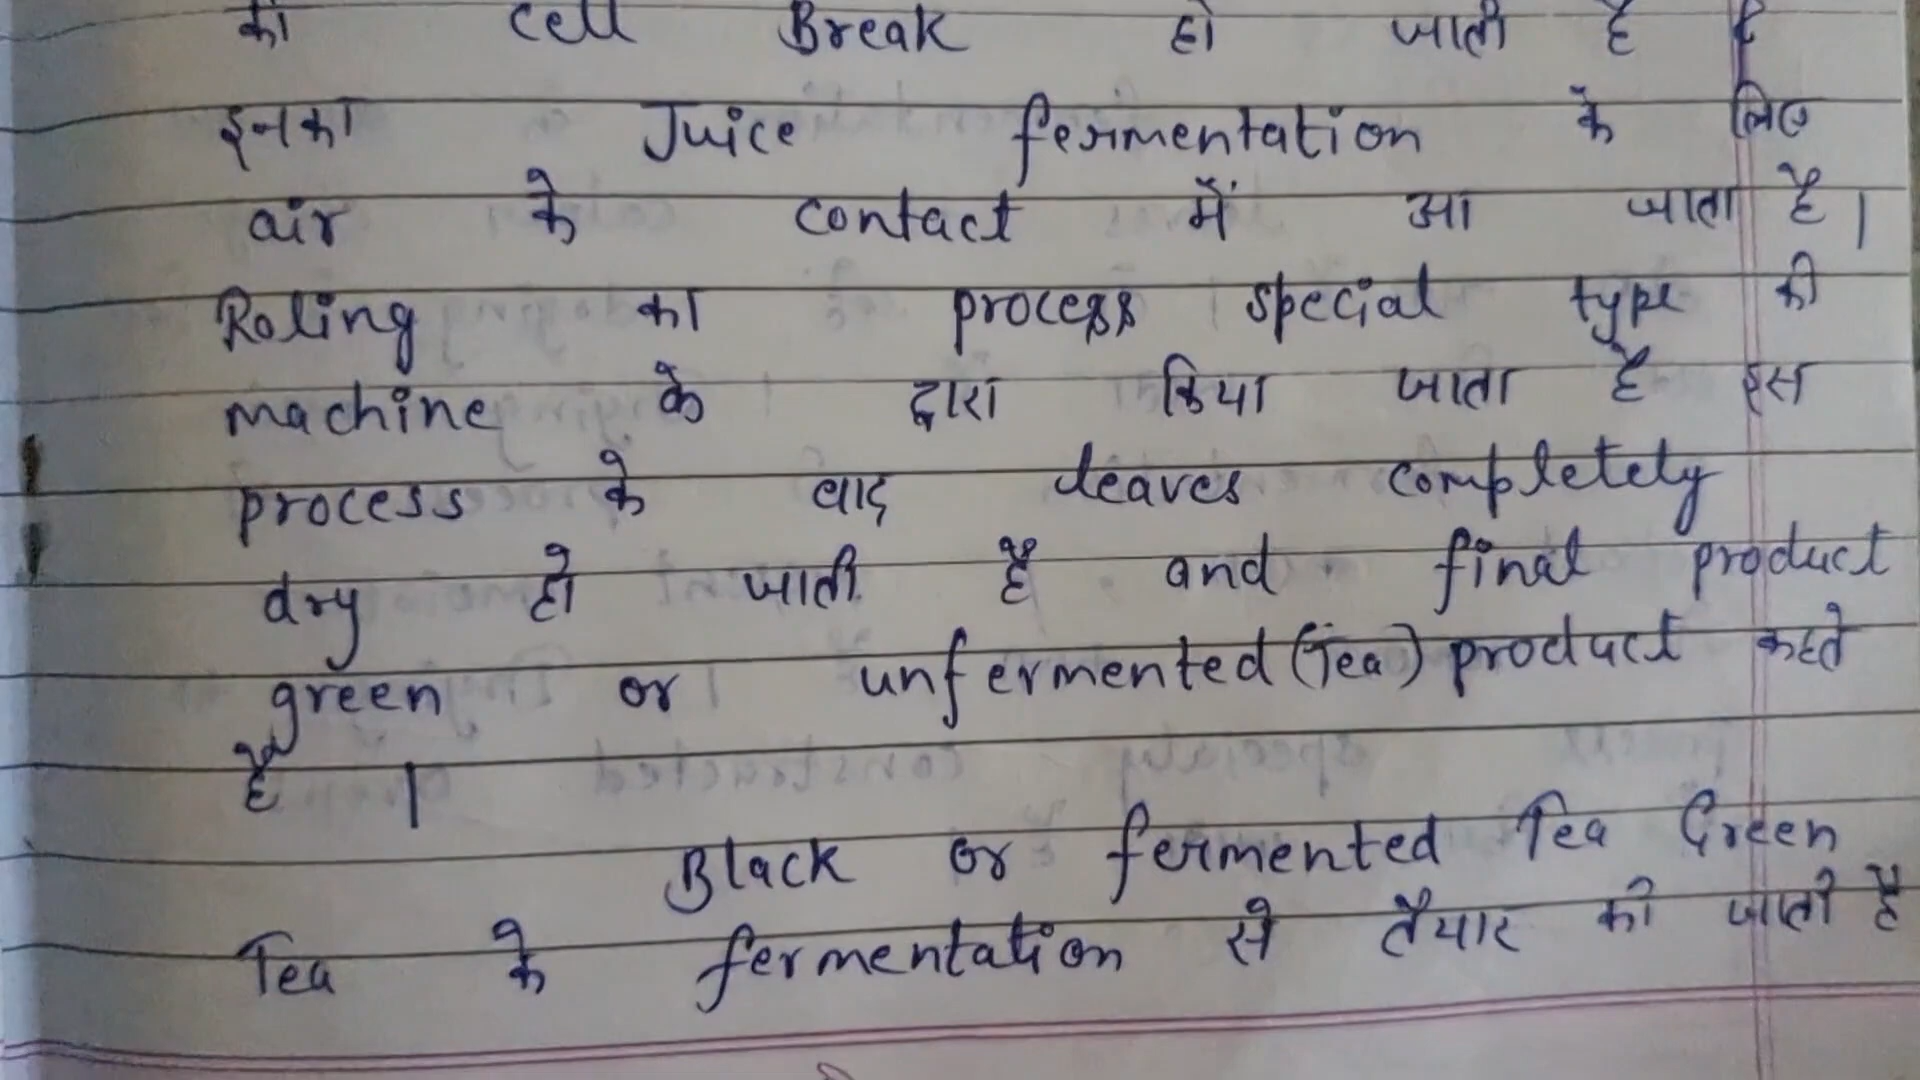 की cell Break हो जाती है
इनका Juice fermentation के लिए
air के contact में आ जाता है।
Roling का process special type की
machine के द्वारा किया जाता है इस
process के बाद leaves completely
dry हो जाती है and final product
green or unfermented (Tea) product कहते
है।
Black or fermented Tea Green
Tea के fermentation से तैयार की जाती है